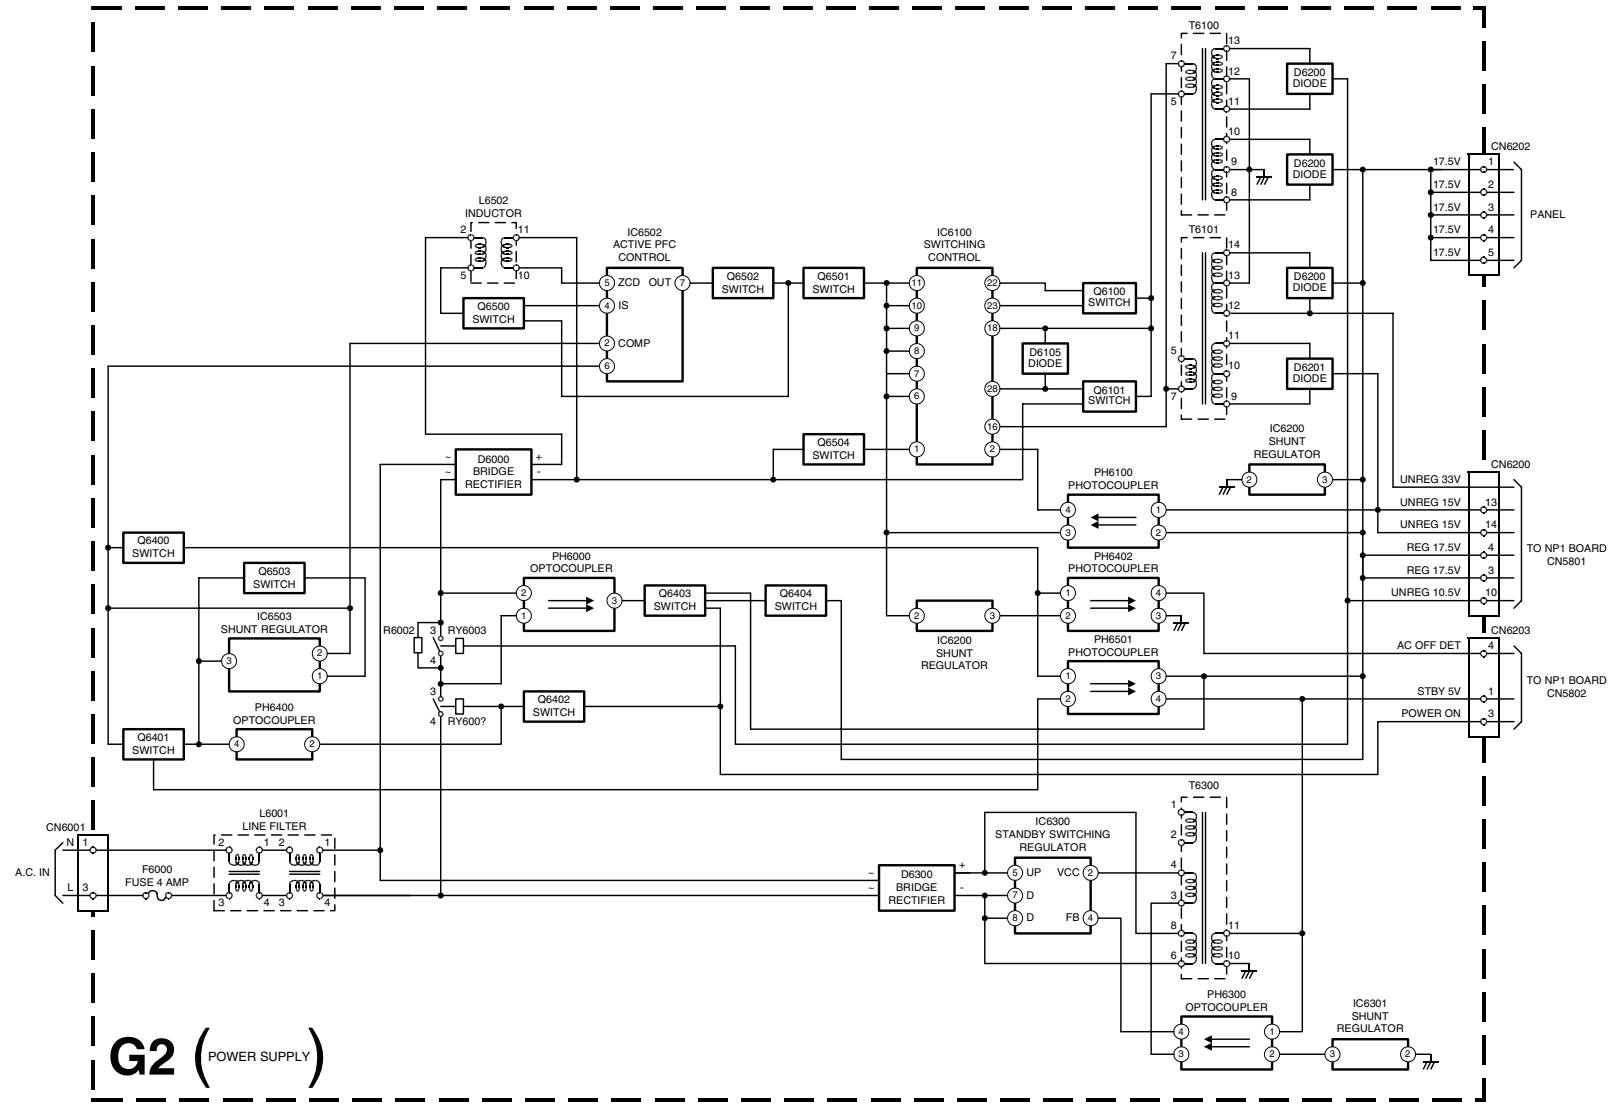 T6100
13
7
12
D6200
DIODE
5
11
10
9
D6200
DIODE
8
CN6202
17.5V 1
17.5V 2
17.5V 3
17.5V 4
17.5V 5
PANEL
L6502
INDUCTOR
2 11
5 10
IC6502
ACTIVE PFC
CONTROL
5 ZCD OUT 7
4 IS
2 COMP
6
Q6500
SWITCH
Q6502
SWITCH
Q6501
SWITCH
IC6100
SWITCHING
CONTROL
11 22
10 23
9 18
8
7
6 28
16
1 2
Q6100
SWITCH
D6105
DIODE
Q6101
SWITCH
T6101
14
13
D6200
DIODE
12
11
5
10
D6201
DIODE
7
9
D6000
BRIDGE
RECTIFIER
~ +
~ -
Q6504
SWITCH
IC6200
SHUNT
REGULATOR
2 3
PH6100
PHOTOCOUPLER
4 1
3 2
CN6200
UNREG 33V
UNREG 15V 13
UNREG 15V 14
REG 17.5V 4
REG 17.5V 3
UNREG 10.5V 10
TO NP1 BOARD
CN5801
Q6400
SWITCH
Q6503
SWITCH
IC6503
SHUNT REGULATOR
3 2
1
PH6000
OPTOCOUPLER
2 3
1
Q6403
SWITCH
Q6404
SWITCH
PH6402
PHOTOCOUPLER
1 4
2 3
2 3
IC6200
SHUNT
REGULATOR
R6002
3
RY6003
4
3
RY600?
4
Q6402
SWITCH
PH6501
PHOTOCOUPLER
1 3
2 4
CN6203
AC OFF DET 4
STBY 5V 1
POWER ON 3
TO NP1 BOARD
CN5802
PH6400
OPTOCOUPLER
4 2
Q6401
SWITCH
CN6001
A.C. IN
N 1
L 3
F6000
FUSE 4 AMP
L6001
LINE FILTER
2 1 2 1
3 4 3 4
D6300
BRIDGE
RECTIFIER
~ +
~ -
IC6300
STANDBY SWITCHING
REGULATOR
5 UP VCC 2
7 D
8 D FB 4
T6300
1
2
4
3
8 11
6 10
PH6300
OPTOCOUPLER
4 1
3 2
IC6301
SHUNT
REGULATOR
3 2
G2 (POWER SUPPLY)